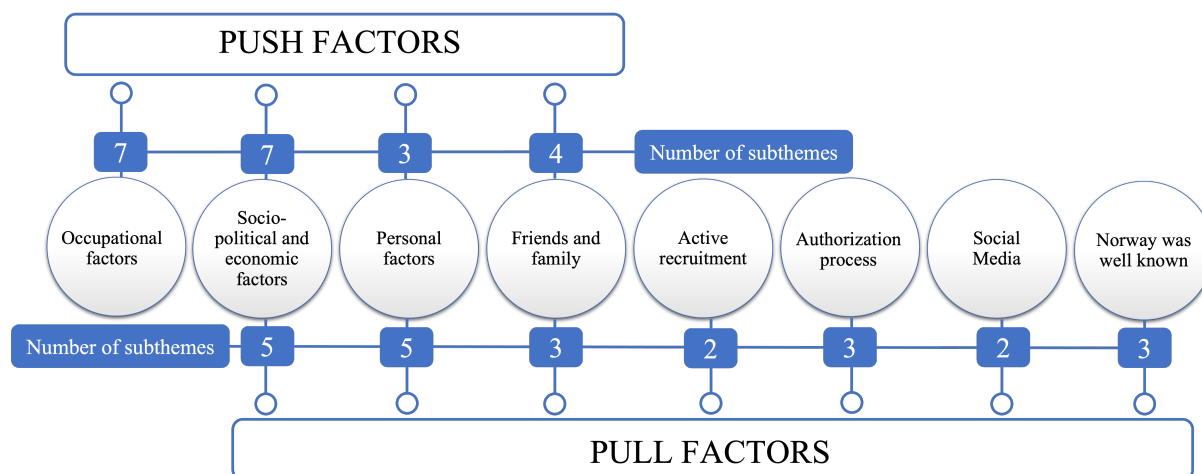 PUSH FACTORS
7
7
3
4
Number of subthemes
Occupational
factors
Socio-
political and
economic
factors
Personal
factors
Friends and
family
Active
recruitment
Authorization
process
Social
Media
Norway was
well known
Number of subthemes
5
5
3
2
3
2
3
PULL FACTORS